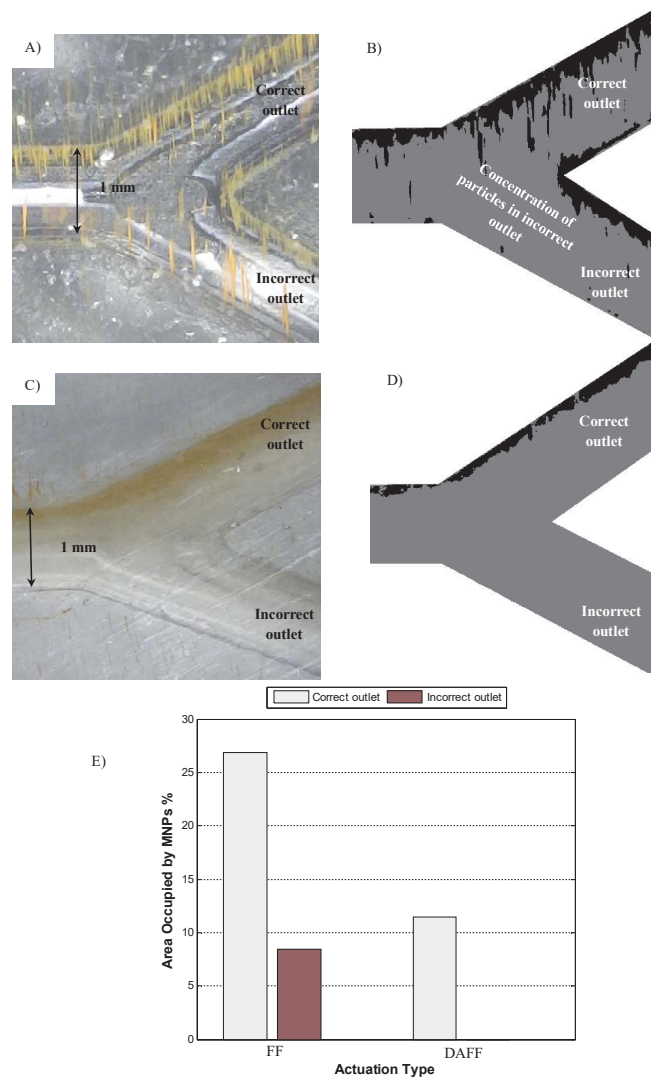 A)
Correct
outlet
1 mm
Incorrect
outlet
B)
Correct
outlet
Concentration of
particles in incorrect
outlet
Incorrect
outlet
C)
Correct
outlet
1 mm
Incorrect
outlet
D)
Correct
outlet
Incorrect
outlet
E)
Correct outlet Incorrect outlet
Area Occupied by MNPs %
30
25
20
15
10
5
0
FF DAFF
Actuation Type